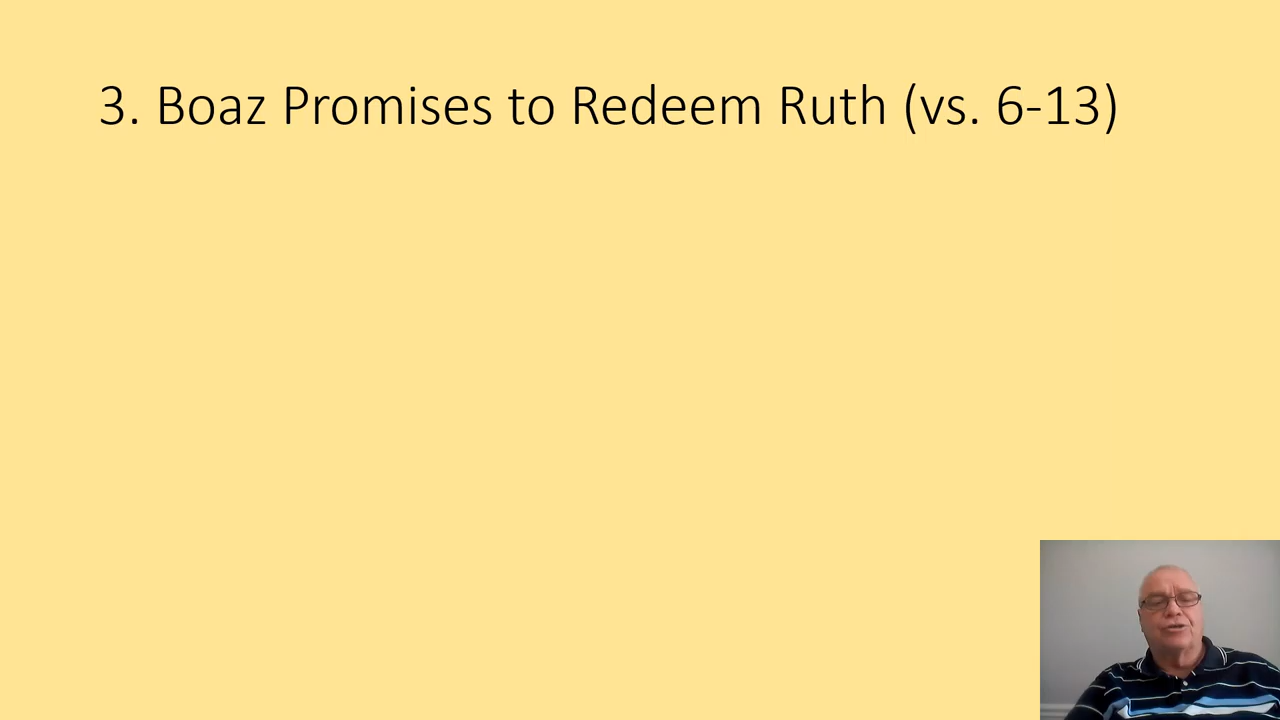 3. Boaz Promises to Redeem Ruth (vs. 6-13)